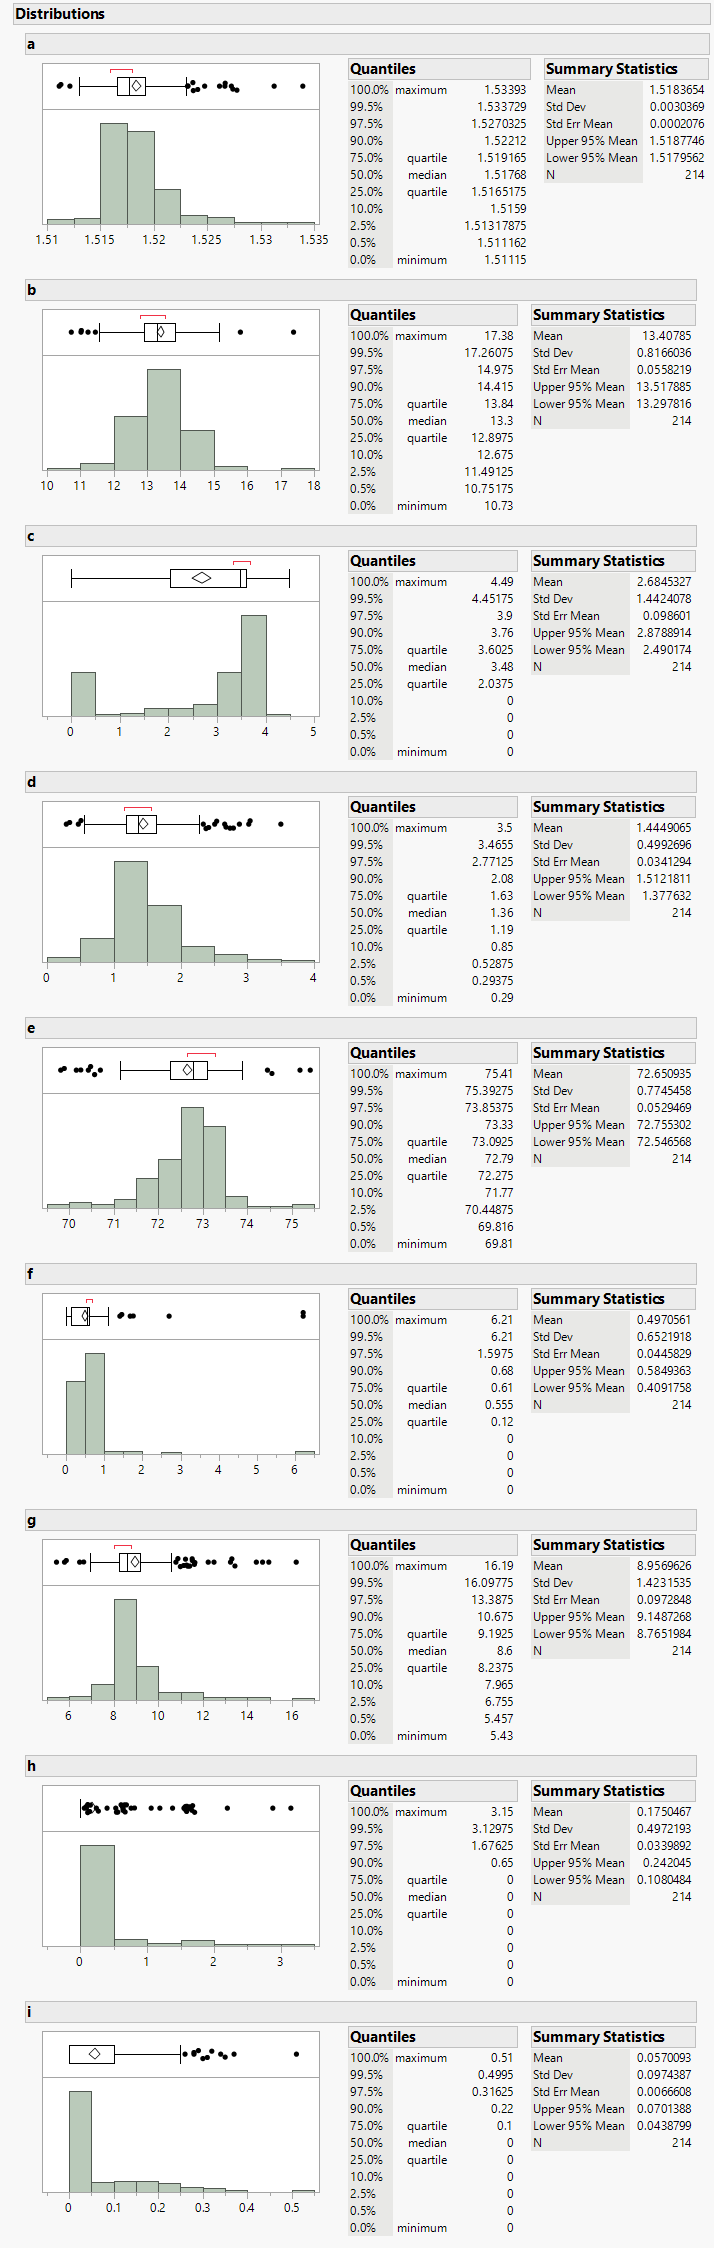 Distributions
a
Quantiles
100.0% maximum 1.53393
99.5% 1.533729
97.5% 1.5270325
90.0% 1.52212
75.0% quartile 1.519165
50.0% median 1.51768
25.0% quartile 1.5165175
10.0% 1.5159
2.5% 1.51317875
0.5% 1.511162
0.0% minimum 1.51115
Summary Statistics
Mean 1.5183654
Std Dev 0.0030369
Std Err Mean 0.0002076
Upper 95% Mean 1.5187746
Lower 95% Mean 1.5179562
N 214
1.51 1.515 1.52 1.525 1.53 1.535
b
Quantiles
100.0% maximum 17.38
99.5% 17.26075
97.5% 14.975
90.0% 14.415
75.0% quartile 13.84
50.0% median 13.3
25.0% quartile 12.8975
10.0% 12.675
2.5% 11.49125
0.5% 10.75175
0.0% minimum 10.73
Summary Statistics
Mean 13.40785
Std Dev 0.8166036
Std Err Mean 0.0558219
Upper 95% Mean 13.517885
Lower 95% Mean 13.297816
N 214
10 11 12 13 14 15 16 17 18
c
Quantiles
100.0% maximum 4.49
99.5% 4.45175
97.5% 3.9
90.0% 3.76
75.0% quartile 3.6025
50.0% median 3.48
25.0% quartile 2.0375
10.0% 0
2.5% 0
0.5% 0
0.0% minimum 0
Summary Statistics
Mean 2.6845327
Std Dev 1.4424078
Std Err Mean 0.098601
Upper 95% Mean 2.8788914
Lower 95% Mean 2.490174
N 214
0 1 2 3 4 5
d
Quantiles
100.0% maximum 3.5
99.5% 3.4655
97.5% 2.77125
90.0% 2.08
75.0% quartile 1.63
50.0% median 1.36
25.0% quartile 1.19
10.0% 0.85
2.5% 0.52875
0.5% 0.29375
0.0% minimum 0.29
Summary Statistics
Mean 1.4449065
Std Dev 0.4992696
Std Err Mean 0.0341294
Upper 95% Mean 1.5121811
Lower 95% Mean 1.377632
N 214
0 1 2 3 4
e
Quantiles
100.0% maximum 75.41
99.5% 75.39275
97.5% 73.85375
90.0% 73.33
75.0% quartile 73.0925
50.0% median 72.79
25.0% quartile 72.275
10.0% 71.77
2.5% 70.44875
0.5% 69.816
0.0% minimum 69.81
Summary Statistics
Mean 72.650935
Std Dev 0.7745458
Std Err Mean 0.0529469
Upper 95% Mean 72.755302
Lower 95% Mean 72.546568
N 214
70 71 72 73 74 75
f
Quantiles
100.0% maximum 6.21
99.5% 6.21
97.5% 1.5975
90.0% 0.68
75.0% quartile 0.61
50.0% median 0.555
25.0% quartile 0.12
10.0% 0
2.5% 0
0.5% 0
0.0% minimum 0
Summary Statistics
Mean 0.4970561
Std Dev 0.6521918
Std Err Mean 0.0445829
Upper 95% Mean 0.5849363
Lower 95% Mean 0.4091758
N 214
0 1 2 3 4 5 6
g
Quantiles
100.0% maximum 16.19
99.5% 16.09775
97.5% 13.3875
90.0% 10.675
75.0% quartile 9.1925
50.0% median 8.6
25.0% quartile 8.2375
10.0% 7.965
2.5% 6.755
0.5% 5.457
0.0% minimum 5.43
Summary Statistics
Mean 8.9569626
Std Dev 1.4231535
Std Err Mean 0.0972848
Upper 95% Mean 9.1487268
Lower 95% Mean 8.7651984
N 214
6 8 10 12 14 16
h
Quantiles
100.0% maximum 3.15
99.5% 3.12975
97.5% 1.67625
90.0% 0.65
75.0% quartile 0
50.0% median 0
25.0% quartile 0
10.0% 0
2.5% 0
0.5% 0
0.0% minimum 0
Summary Statistics
Mean 0.1750467
Std Dev 0.4972193
Std Err Mean 0.0339892
Upper 95% Mean 0.242045
Lower 95% Mean 0.1080484
N 214
0 1 2 3
i
Quantiles
100.0% maximum 0.51
99.5% 0.4995
97.5% 0.31625
90.0% 0.22
75.0% quartile 0.1
50.0% median 0
25.0% quartile 0
10.0% 0
2.5% 0
0.5% 0
0.0% minimum 0
Summary Statistics
Mean 0.0570093
Std Dev 0.0974387
Std Err Mean 0.0066608
Upper 95% Mean 0.0701388
Lower 95% Mean 0.0438799
N 214
0 0.1 0.2 0.3 0.4 0.5